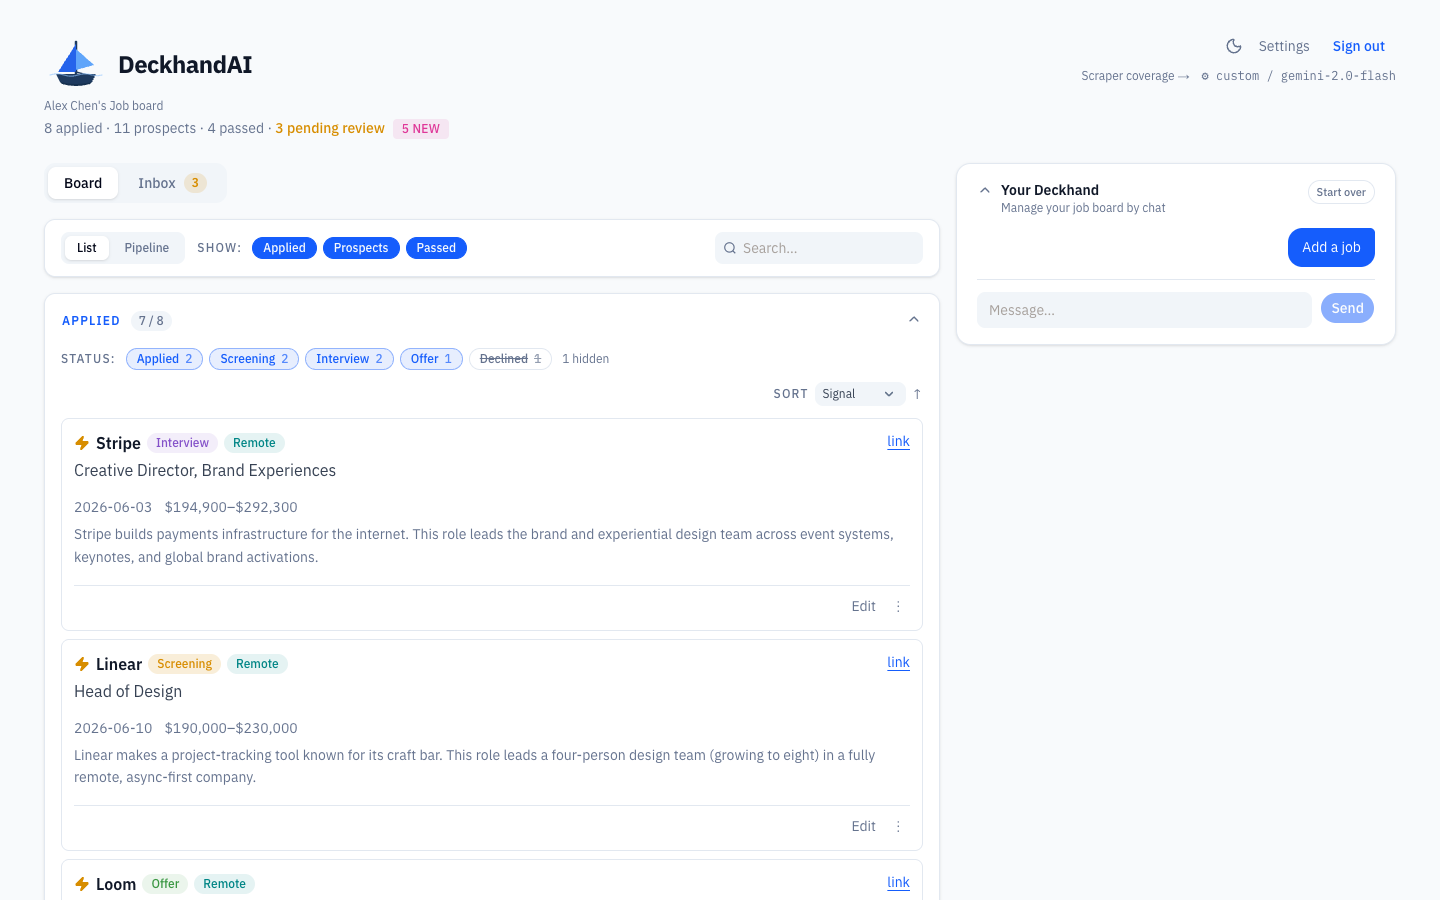 DeckhandAI
Settings
Sign out
Scraper coverage → ⚙ custom / gemini-2.0-flash
Alex Chen's Job board
8 applied · 11 prospects · 4 passed · 3 pending review 5 NEW
Board
Inbox 3
List
Pipeline
SHOW:
Applied
Prospects
Passed
Search...
APPLIED 7 / 8
STATUS: Applied 2 Screening 2 Interview 2 Offer 1 Declined 1 1 hidden
SORT Signal ↑
Stripe Interview Remote link
Creative Director, Brand Experiences
2026-06-03 $194,900–$292,300
Stripe builds payments infrastructure for the internet. This role leads the brand and experiential design team across event systems,
keynotes, and global brand activations.
Edit ⋮
Linear Screening Remote link
Head of Design
2026-06-10 $190,000–$230,000
Linear makes a project-tracking tool known for its craft bar. This role leads a four-person design team (growing to eight) in a fully
remote, async-first company.
Edit ⋮
Loom Offer Remote link
Your Deckhand
Start over
Manage your job board by chat
Add a job
Message...
Send